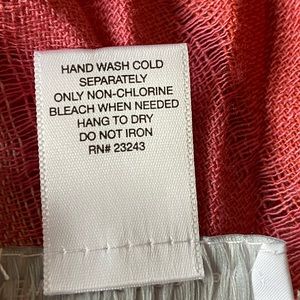 HAND WASH COLD
SEPARATELY
ONLY NON-CHLORINE
BLEACH WHEN NEEDED
HANG TO DRY
DO NOT IRON
RN# 23243